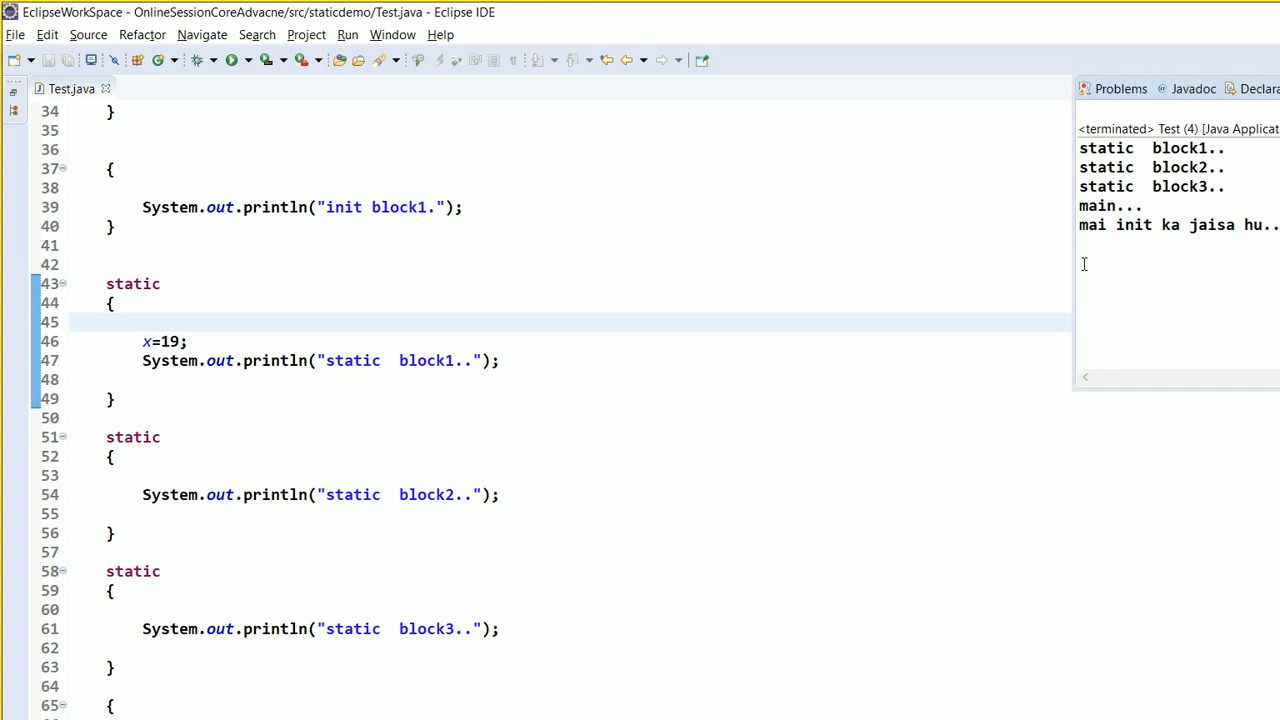 EclipseWorkSpace - OnlineSessionCoreAdvacne/src/staticdemo/Test.java - Eclipse IDE
File Edit Source Refactor Navigate Search Project Run Window Help
Test.java
34 }
35
36
37 {
38
39 System.out.println("init block1.");
40 }
41
42
43 static
44 {
45
46 x=19;
47 System.out.println("static  block1..");
48
49 }
50
51 static
52 {
53
54 System.out.println("static  block2..");
55
56 }
57
58 static
59 {
60
61 System.out.println("static  block3..");
62
63 }
64
65 {
Problems @ Javadoc Declara
<terminated> Test (4) [Java Applicat
static  block1..
static  block2..
static  block3..
main...
mai init ka jaisa hu..